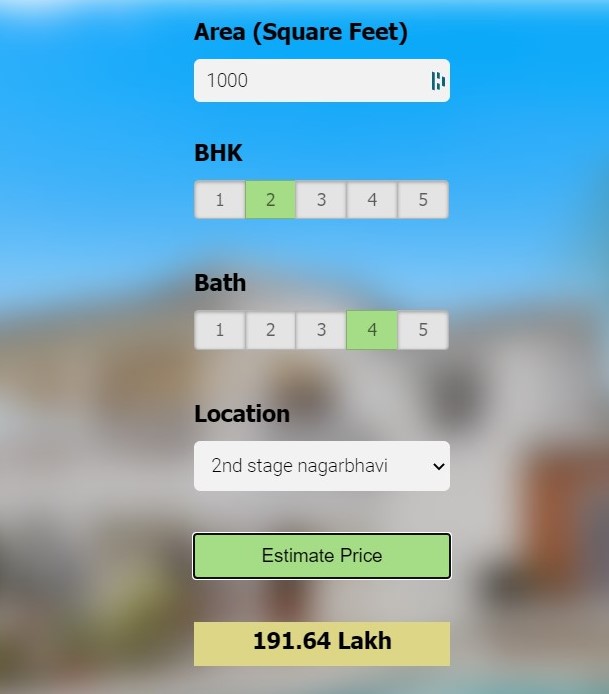 Area (Square Feet)
1000
BHK
1 2 3 4 5
Bath
1 2 3 4 5
Location
2nd stage nagarbhavi
Estimate Price
191.64 Lakh